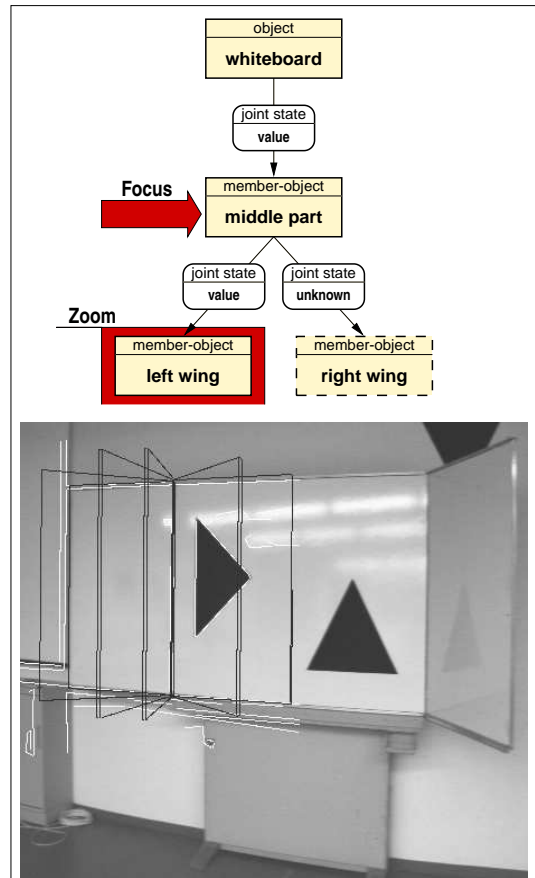 object
whiteboard
joint state
value
Focus
member-object
middle part
joint state
value
joint state
unknown
Zoom
member-object
left wing
member-object
right wing